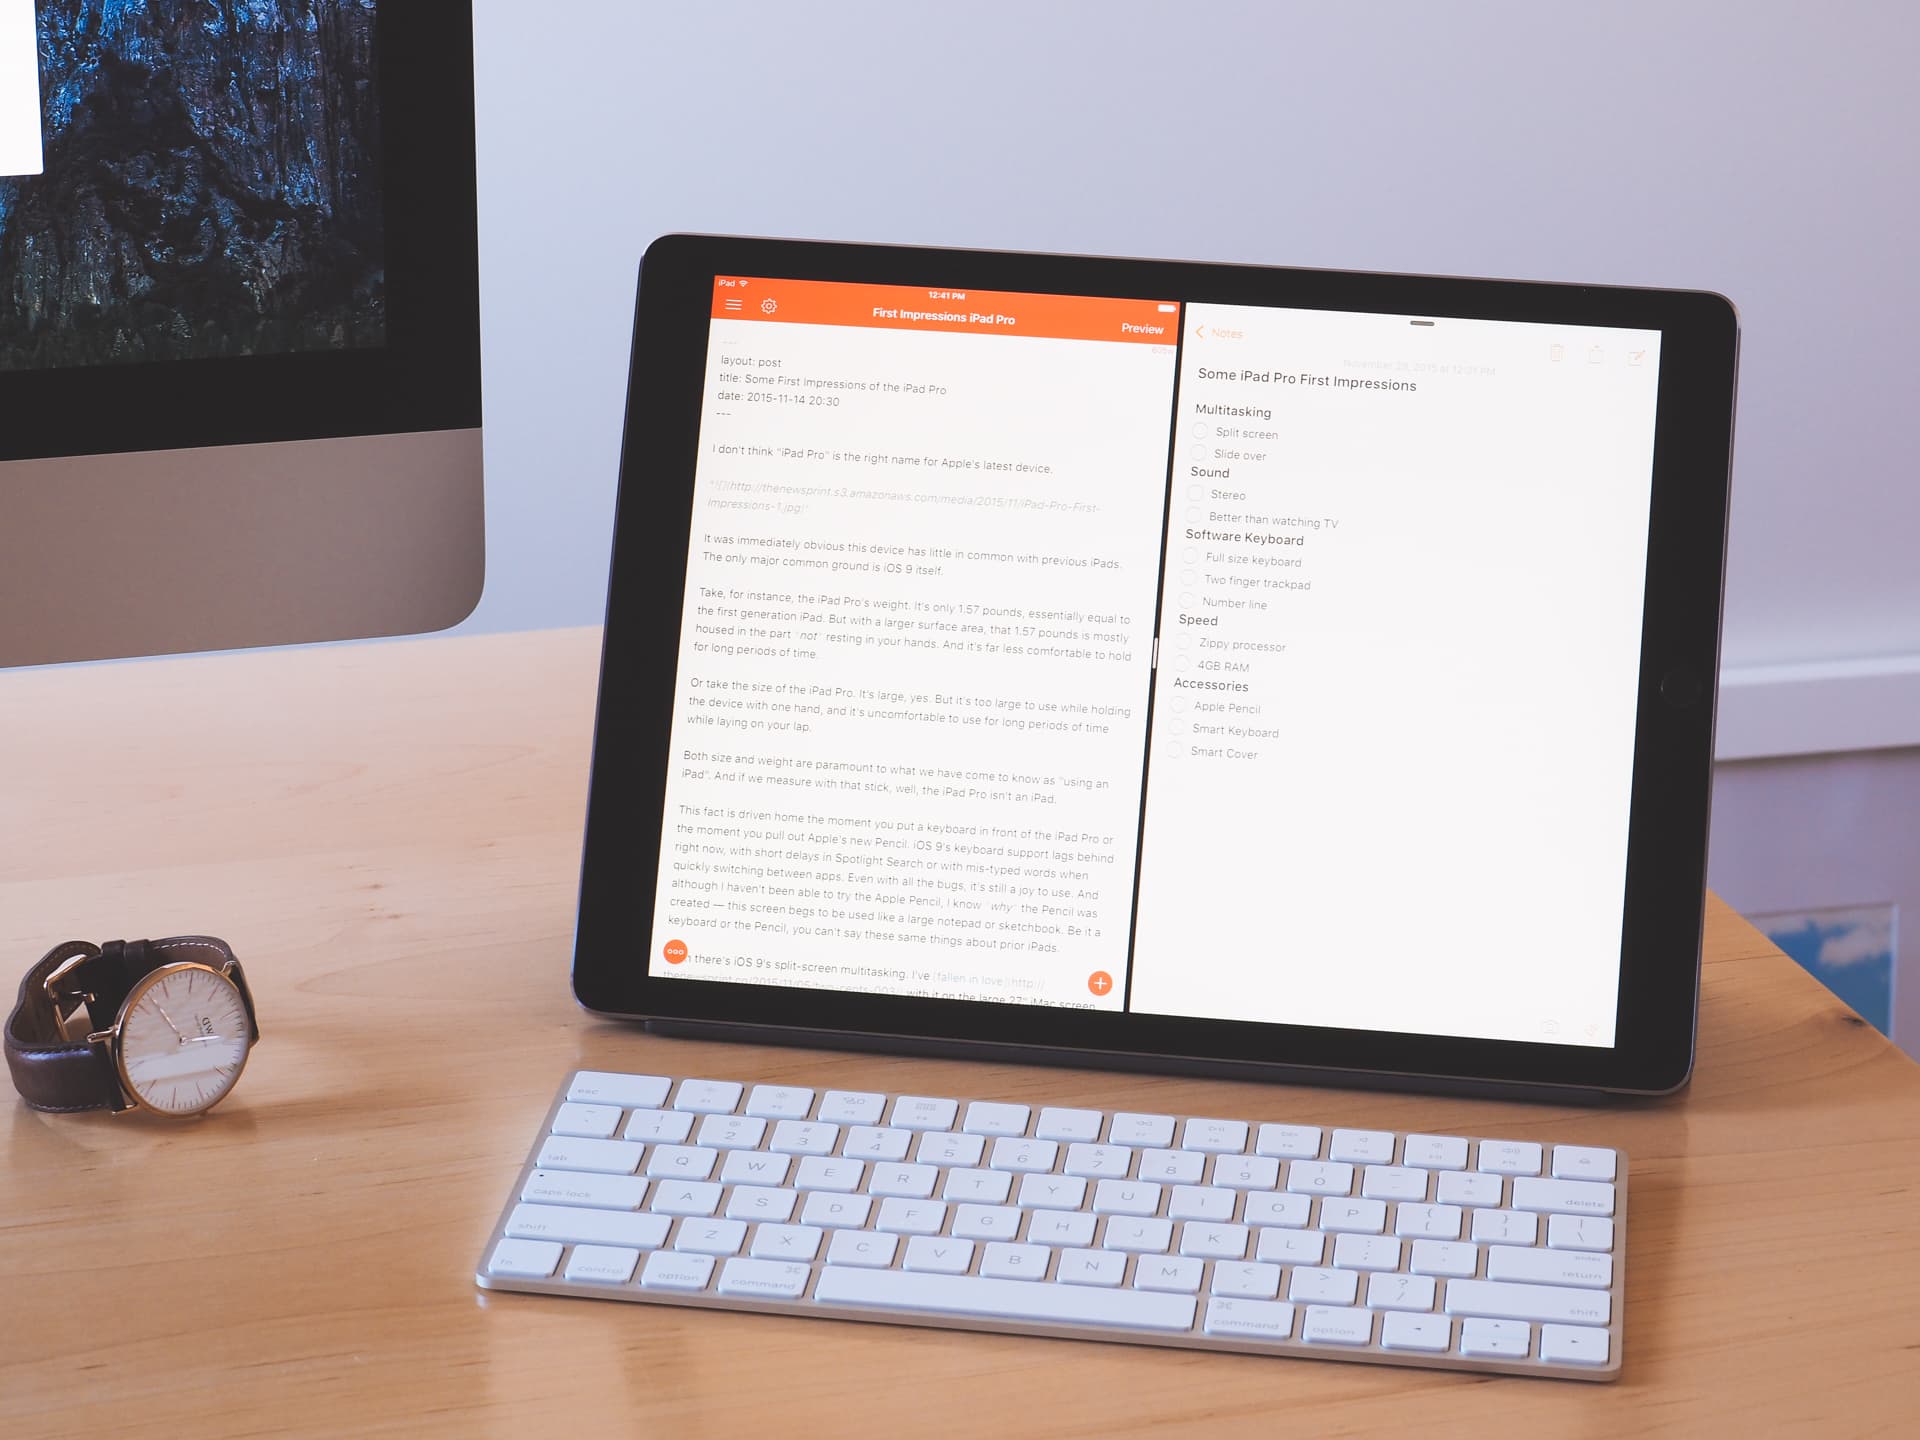 iPad
12:41 PM
First Impressions iPad Pro
Preview
---
layout: post
title: Some First Impressions of the iPad Pro
date: 2015-11-14 20:30
---
I don't think "iPad Pro" is the right name for Apple's latest device.
*![](http://thenewsprint.s3.amazonaws.com/media/2015/11/iPad-Pro-First-
Impressions-1.jpg)*
It was immediately obvious this device has little in common with previous iPads.
The only major common ground is iOS 9 itself.
Take, for instance, the iPad Pro's weight. It's only 1.57 pounds, essentially equal to
the first generation iPad. But with a larger surface area, that 1.57 pounds is mostly
housed in the part *not* resting in your hands. And it's far less comfortable to hold
for long periods of time.
Or take the size of the iPad Pro. It's large, yes. But it's too large to use while holding
the device with one hand, and it's uncomfortable to use for long periods of time
while laying on your lap.
Both size and weight are paramount to what we have come to know as "using an
iPad". And if we measure with that stick, well, the iPad Pro isn't an iPad.
This fact is driven home the moment you put a keyboard in front of the iPad Pro or
the moment you pull out Apple's new Pencil. iOS 9's keyboard support lags behind
right now, with short delays in Spotlight Search or with mis-typed words when
quickly switching between apps. Even with all the bugs, it's still a joy to use. And
although I haven't been able to try the Apple Pencil, I know *why* the Pencil was
created — this screen begs to be used like a large notepad or sketchbook. Be it a
keyboard or the Pencil, you can't say these same things about prior iPads.
n there's iOS 9's split-screen multitasking. I've [fallen in love](http://
with it on the large 27" iMac screen
Notes
November 28, 2015 at 12:31 PM
Some iPad Pro First Impressions
Multitasking
Split screen
Slide over
Sound
Stereo
Better than watching TV
Software Keyboard
Full size keyboard
Two finger trackpad
Number line
Speed
Zippy processor
4GB RAM
Accessories
Apple Pencil
Smart Keyboard
Smart Cover
DW
esc
~ ! @ # $ % ^ & * ( ) _ +
` 1 2 3 4 5 6 7 8 9 0 - =
delete
tab Q W E R T Y U I O P { [ } ] | \
caps lock A S D F G H J K L : ; " ' enter return
shift Z X C V B N M < , > . ? / shift
fn control option command command option